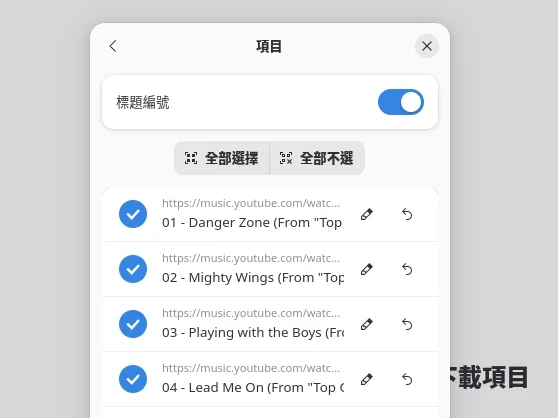 項目
標題編號
全部選擇 全部不選
https://music.youtube.com/watc...
01 - Danger Zone (From "Top
https://music.youtube.com/watc...
02 - Mighty Wings (From "Top
https://music.youtube.com/watc...
03 - Playing with the Boys (Fro
https://music.youtube.com/watc...
04 - Lead Me On (From "Top G
下載項目